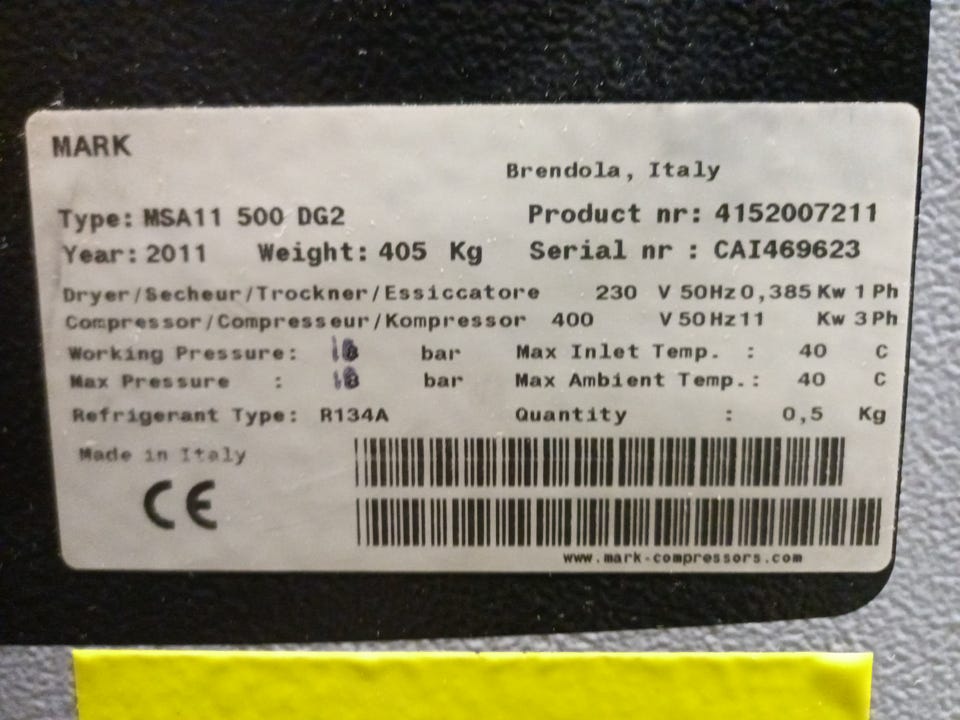 MARK
Brendola, Italy
Type: MSA11 500 DG2 Product nr: 4152007211
Year: 2011 Weight: 405 Kg Serial nr : CAI469623
Dryer/Secheur/Trockner/Essiccatore 230 V 50Hz 0,385 Kw 1 Ph
Compressor/Compresseur/Kompressor 400 V 50Hz 11 Kw 3 Ph
Working Pressure: bar Max Inlet Temp. : 40 C
Max Pressure : bar Max Ambient Temp.: 40 C
Refrigerant Type: R134A Quantity : 0,5 Kg
Made in Italy
CE
www.mark-compressors.com